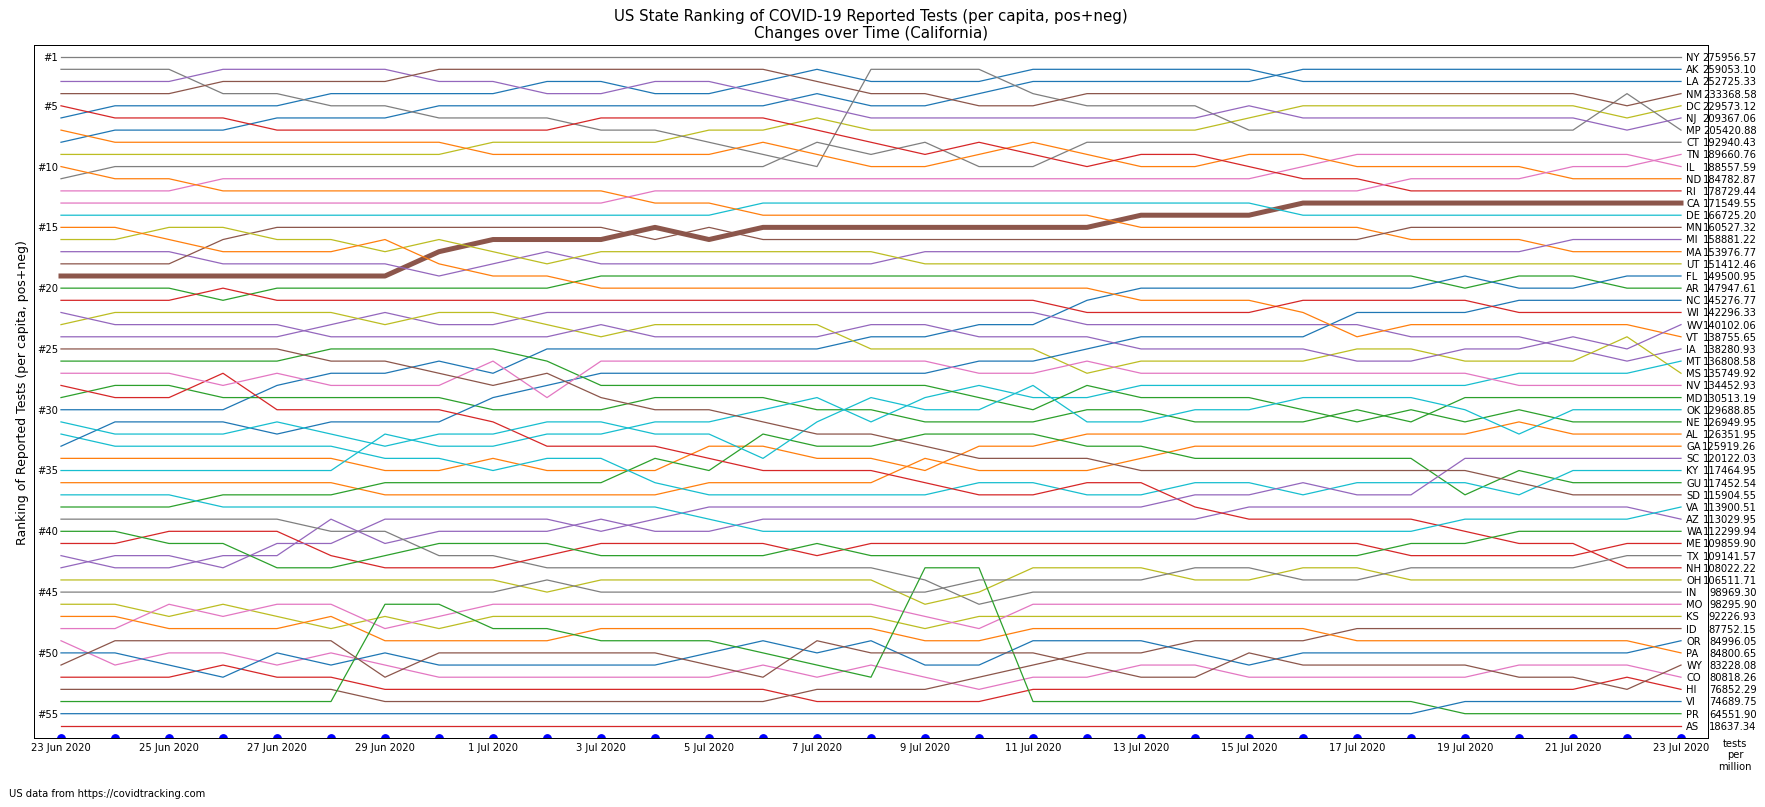 US State Ranking of COVID-19 Reported Tests (per capita, pos+neg)
Changes over Time (California)
Ranking of Reported Tests (per capita, pos+neg)
#1
#5
#10
#15
#20
#25
#30
#35
#40
#45
#50
#55
NY 275956.57
AK 259053.10
LA 252725.33
NM 233368.58
DC 229573.12
NJ 209367.06
MP 205420.88
CT 192940.43
TN 189660.76
IL 188557.59
ND 184782.87
RI 178729.44
CA 171549.55
DE 166725.20
MN 160527.32
MI 158881.22
MA 153976.77
UT 151412.46
FL 149500.95
AR 147947.61
NC 145276.77
WI 142296.33
WV 140102.06
VT 138755.65
IA 138280.93
MT 136808.58
MS 135749.92
NV 134452.93
MD 130513.19
OK 129688.85
NE 126949.95
AL 126351.95
GA 125919.26
SC 120122.03
KY 117464.95
GU 117452.54
SD 115904.55
VA 113900.51
AZ 113029.95
WA 112299.94
ME 109859.90
TX 109141.57
NH 108022.22
OH 106511.71
IN 98969.30
MO 98295.90
KS 92226.93
ID 87752.15
OR 84996.05
PA 84800.65
WY 83228.08
CO 80818.26
HI 76852.29
VI 74689.75
PR 64551.90
AS 18637.34
23 Jun 2020 25 Jun 2020 27 Jun 2020 29 Jun 2020 1 Jul 2020 3 Jul 2020 5 Jul 2020 7 Jul 2020 9 Jul 2020 11 Jul 2020 13 Jul 2020 15 Jul 2020 17 Jul 2020 19 Jul 2020 21 Jul 2020 23 Jul 2020
tests
per
million
US data from https://covidtracking.com